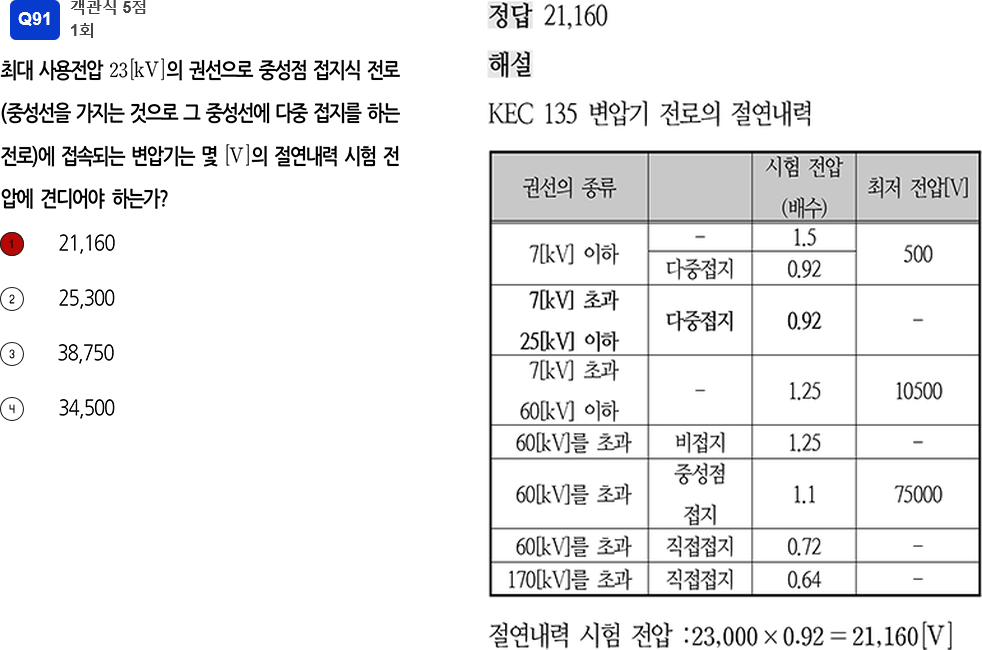 Q91
객관식 5점
1회
최대 사용전압 23[kV]의 권선으로 중성점 접지식 전로
(중성선을 가지는 것으로 그 중성선에 다중 접지를 하는
전로)에 접속되는 변압기는 몇 [V]의 절연내력 시험 전
압에 견디어야 하는가?
1 21,160
2 25,300
3 38,750
4 34,500
정답 21,160
해설
KEC 135 변압기 전로의 절연내력
권선의 종류 시험 전압 (배수) 최저 전압[V]
7[kV] 이하 - 1.5 500
다중접지 0.92
7[kV] 초과 25[kV] 이하 다중접지 0.92 -
7[kV] 초과 60[kV] 이하 - 1.25 10500
60[kV]를 초과 비접지 1.25 -
60[kV]를 초과 중성점 접지 1.1 75000
60[kV]를 초과 직접접지 0.72 -
170[kV]를 초과 직접접지 0.64 -
절연내력 시험 전압 :23,000×0.92=21,160[V]